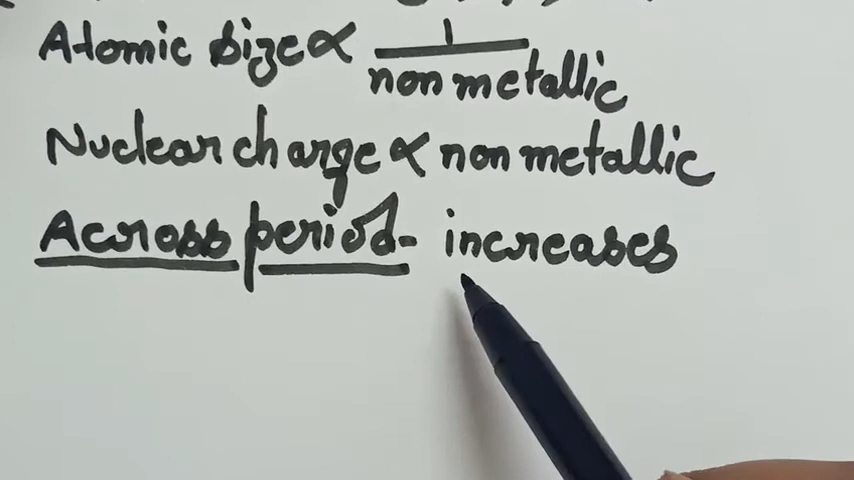 Atomic size ∝ 1/non metallic
Nuclear charge ∝ non metallic
Across period - increases